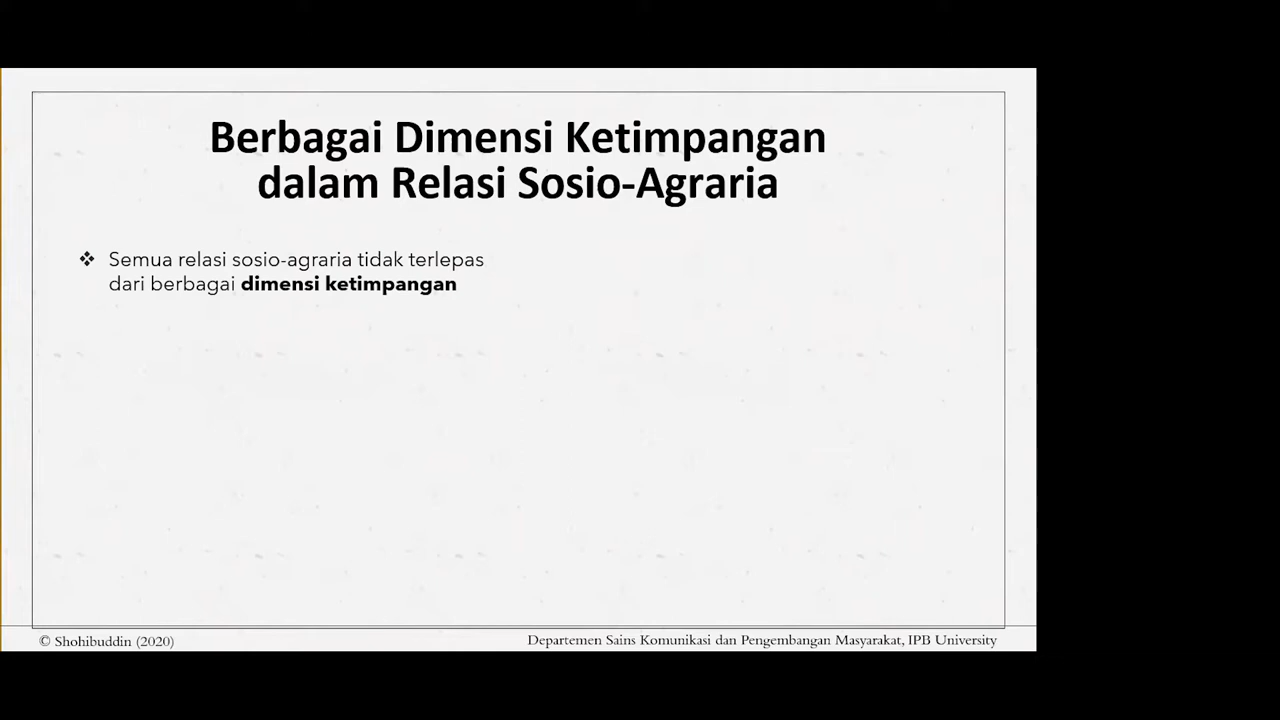 Berbagai Dimensi Ketimpangan
dalam Relasi Sosio-Agraria
❖ Semua relasi sosio-agraria tidak terlepas
dari berbagai dimensi ketimpangan
© Shohibuddin (2020)
Departemen Sains Komunikasi dan Pengembangan Masyarakat, IPB University